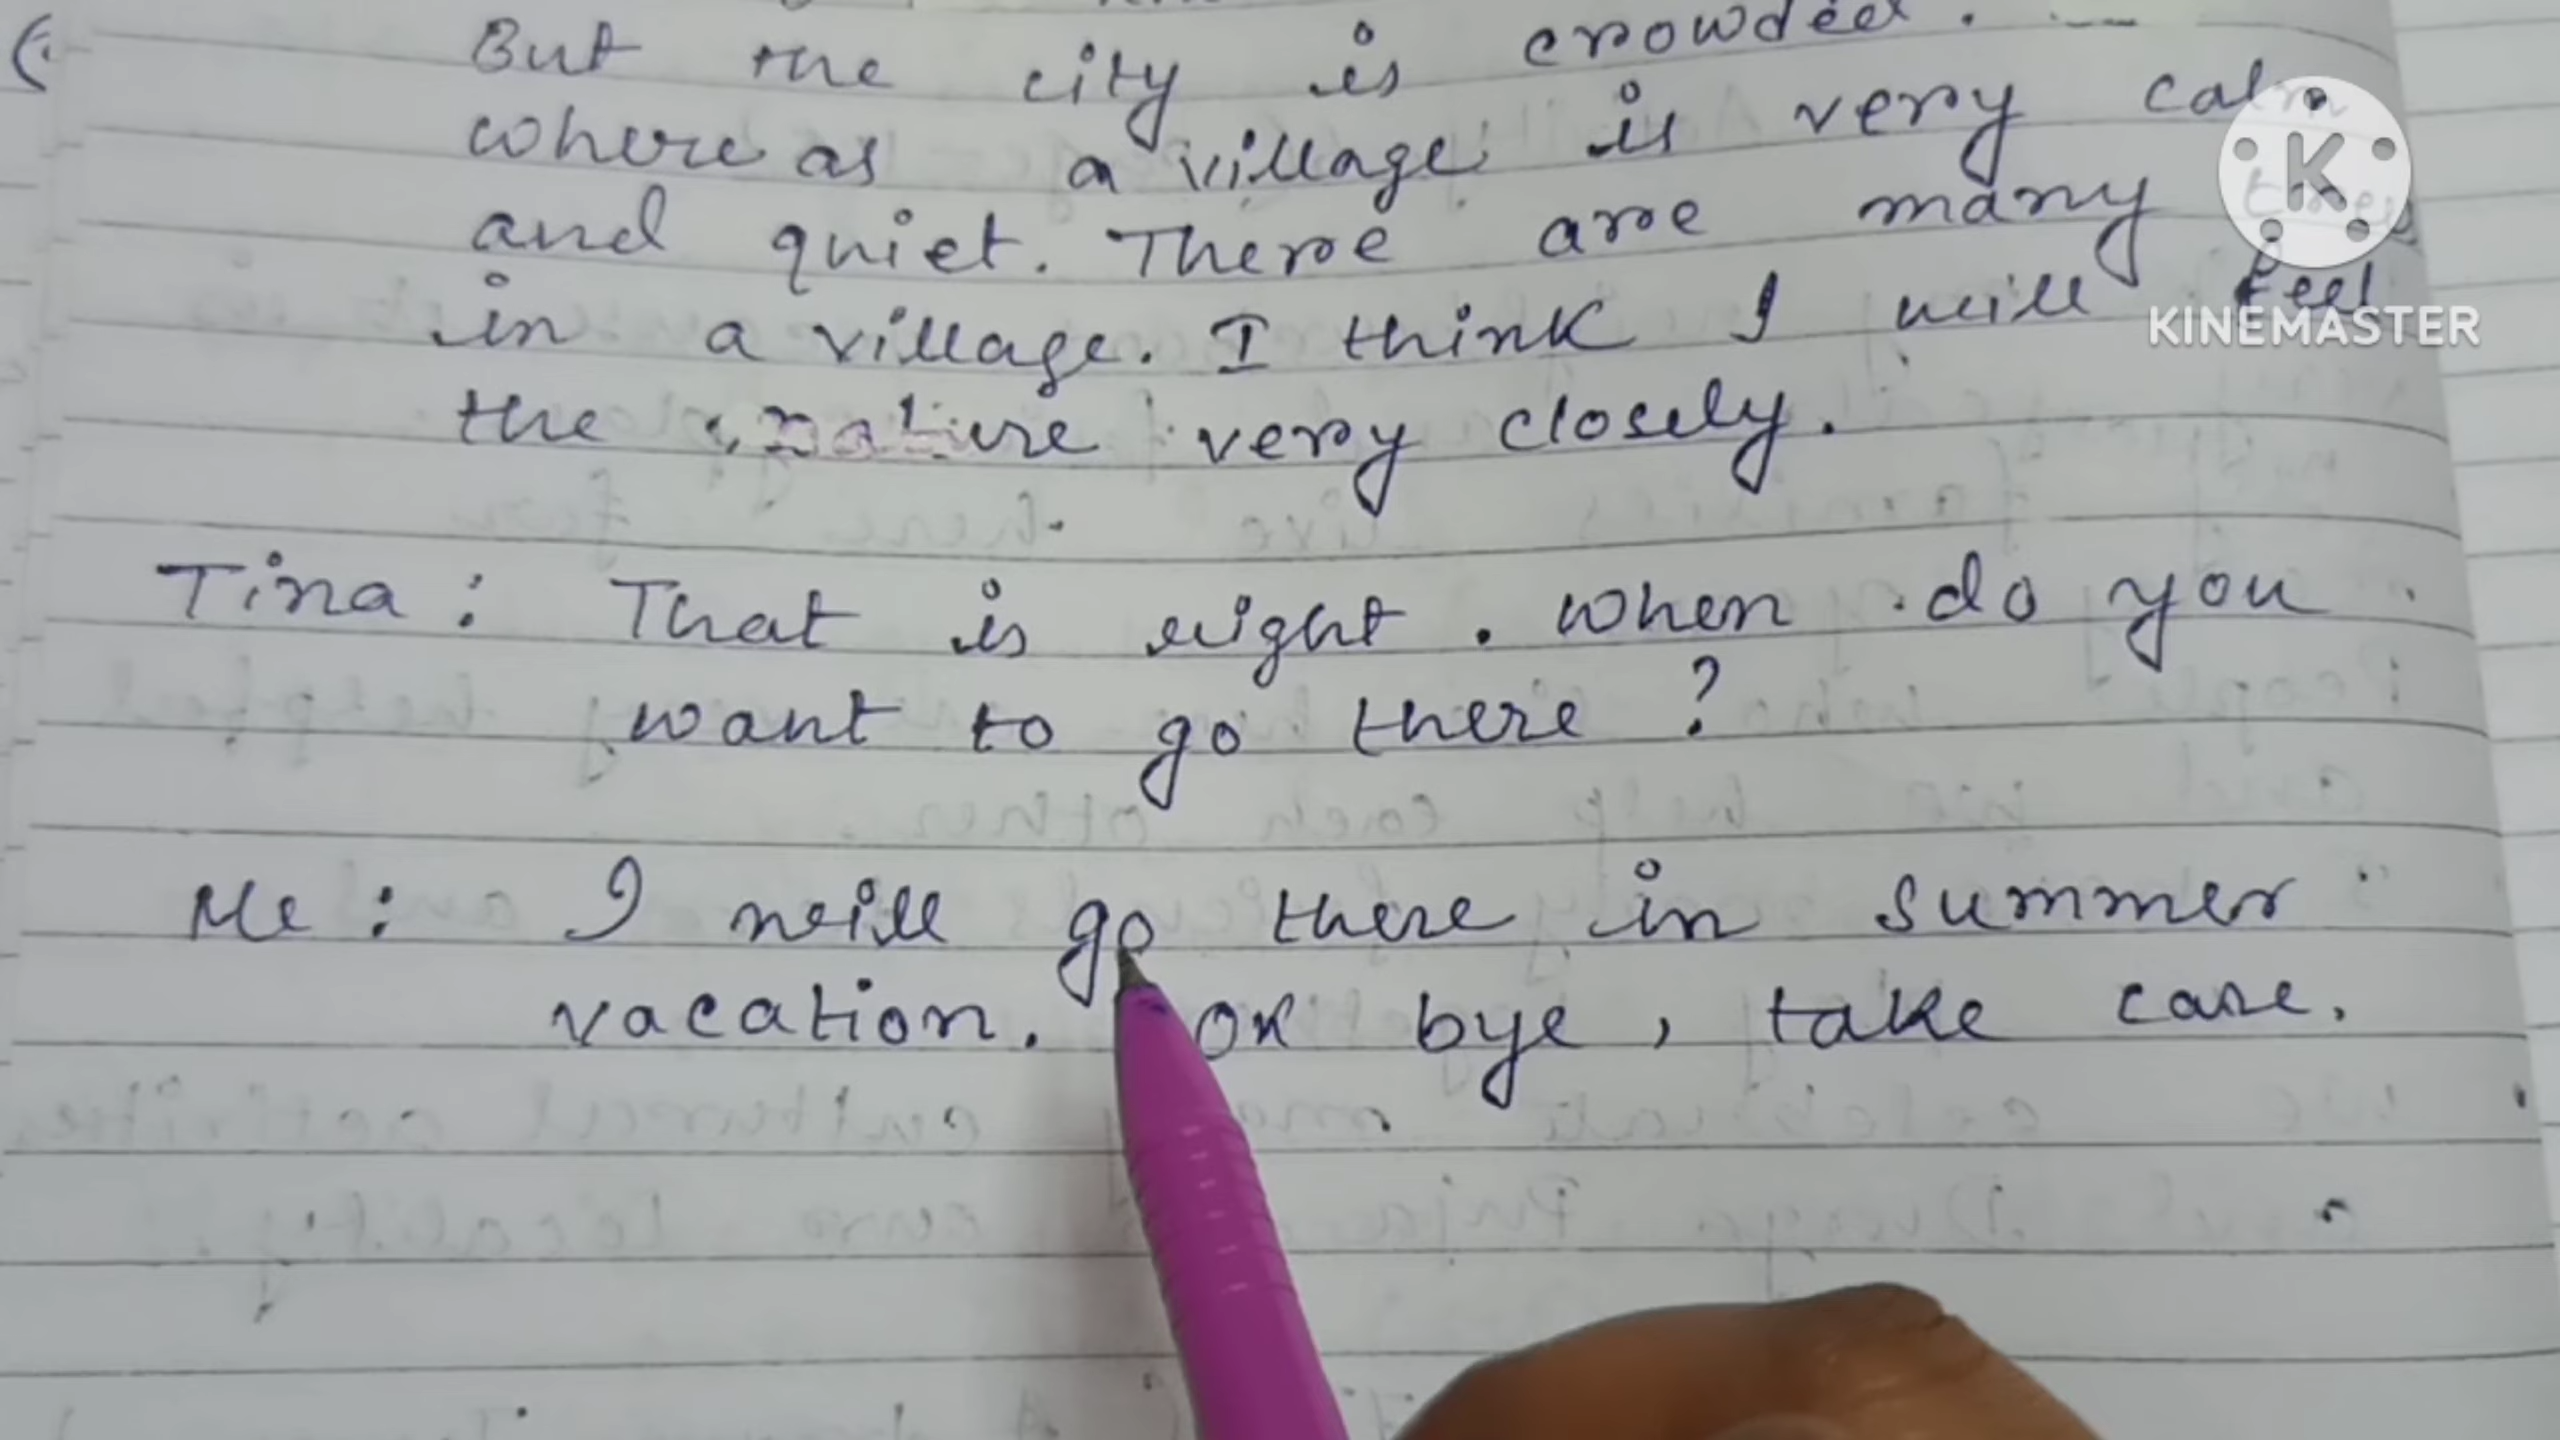 But the city is crowded.
where as a village is very calm
and quiet. There are many trees
in a village. I think I will feel
the nature very closely.
Tina : That is right. When do you
want to go there ?
Me : I will go there in summer
vacation. OK bye, take care.
K
KINEMASTER